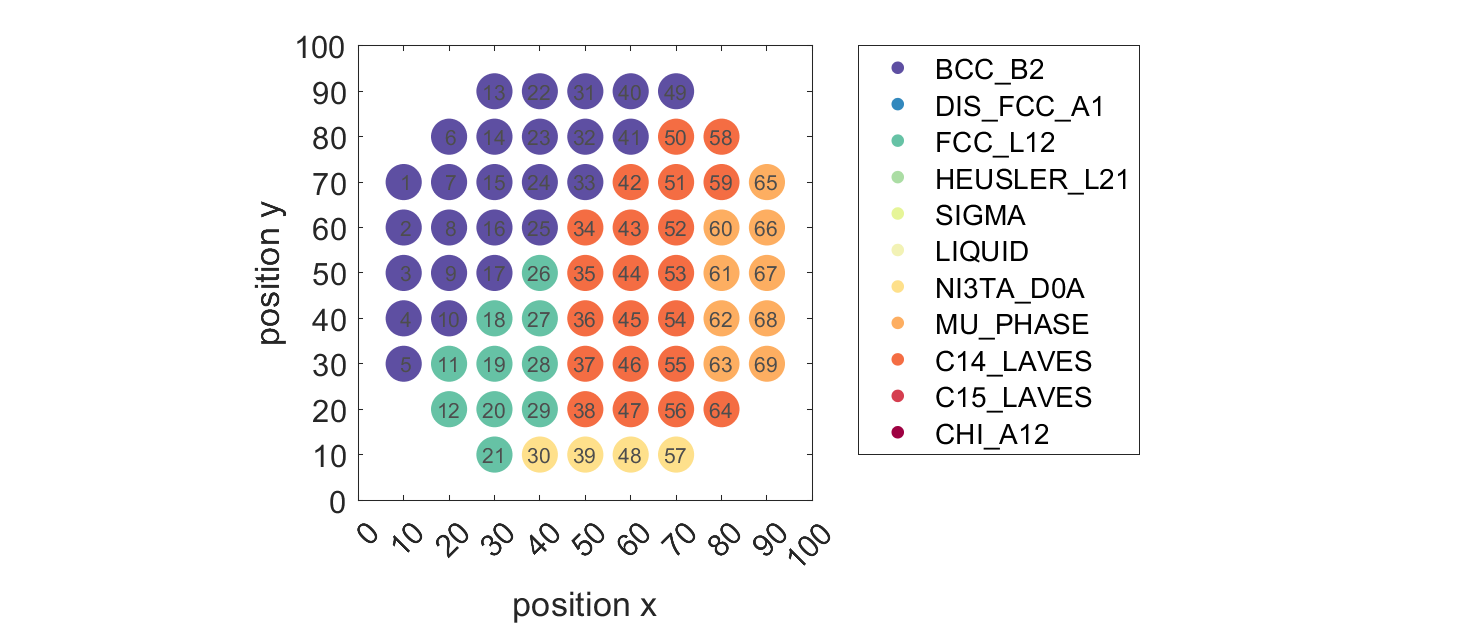 100
90
80
70
60
50
40
30
20
10
0
position y
13 22 31 40 49
6 14 23 32 41 50 58
1 7 15 24 33 42 51 59 65
2 8 16 25 34 43 52 60 66
3 9 17 26 35 44 53 61 67
4 10 18 27 36 45 54 62 68
5 11 19 28 37 46 55 63 69
12 20 29 38 47 56 64
21 30 39 48 57
0 10 20 30 40 50 60 70 80 90 100
position x
BCC_B2
DIS_FCC_A1
FCC_L12
HEUSLER_L21
SIGMA
LIQUID
NI3TA_D0A
MU_PHASE
C14_LAVES
C15_LAVES
CHI_A12